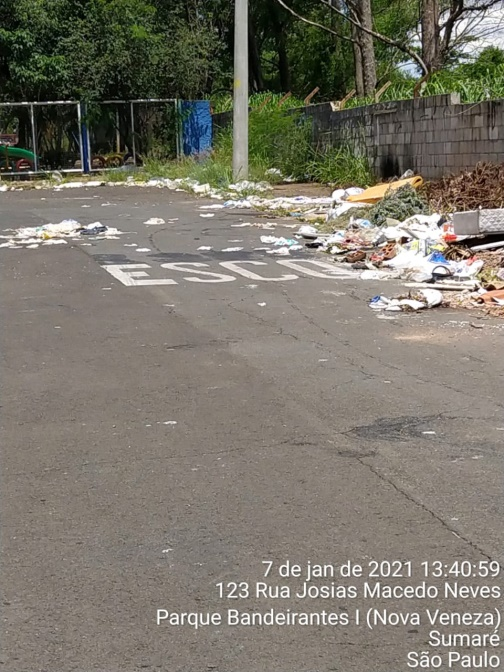 ESCO
7 de jan de 2021 13:40:59
123 Rua Josias Macedo Neves
Parque Bandeirantes I (Nova Veneza)
Sumaré
São Paulo